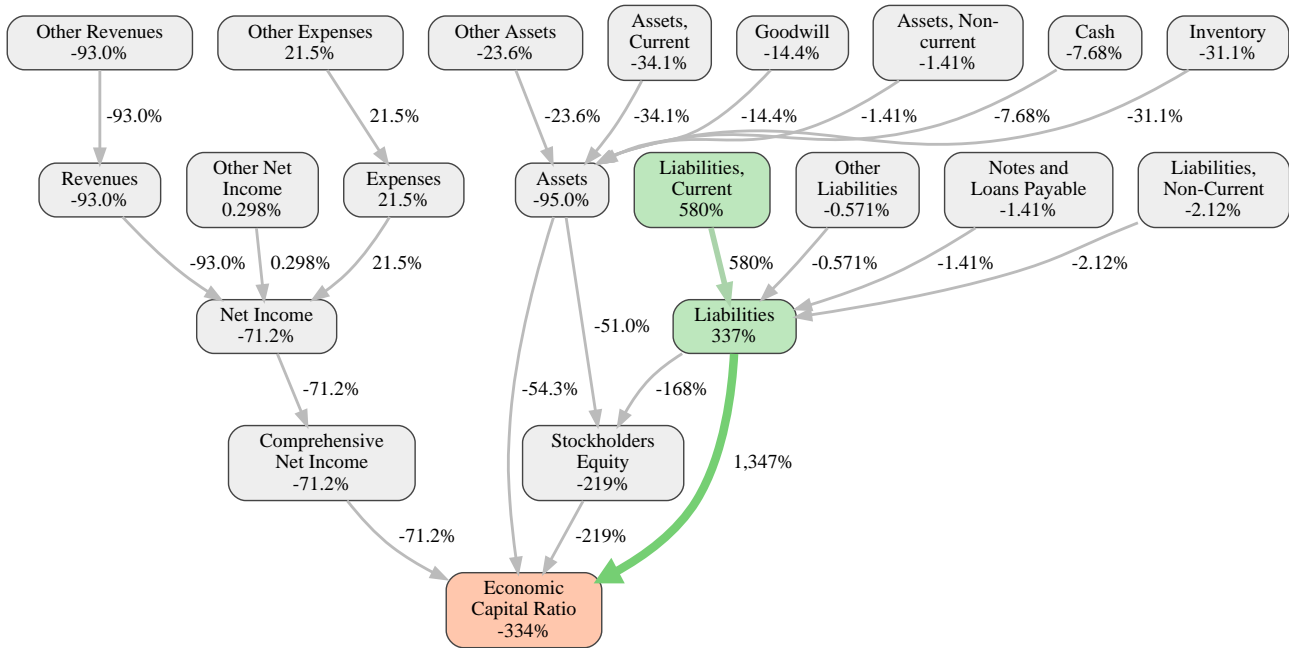 Other Revenues
-93.0%
Other Expenses
21.5%
Other Assets
-23.6%
Assets,
Current
-34.1%
Goodwill
-14.4%
Assets, Non-
current
-1.41%
Cash
-7.68%
Inventory
-31.1%
-93.0%
21.5%
-23.6%
-34.1%
-14.4%
-1.41%
-7.68%
-31.1%
Revenues
-93.0%
Other Net
Income
0.298%
Expenses
21.5%
Assets
-95.0%
Liabilities,
Current
580%
Other
Liabilities
-0.571%
Notes and
Loans Payable
-1.41%
Liabilities,
Non-Current
-2.12%
-93.0%
0.298%
21.5%
580%
-0.571%
-1.41%
-2.12%
Net Income
-71.2%
-51.0%
Liabilities
337%
-71.2%
-54.3%
-168%
Comprehensive
Net Income
-71.2%
Stockholders
Equity
-219%
1,347%
-71.2%
-219%
Economic
Capital Ratio
-334%